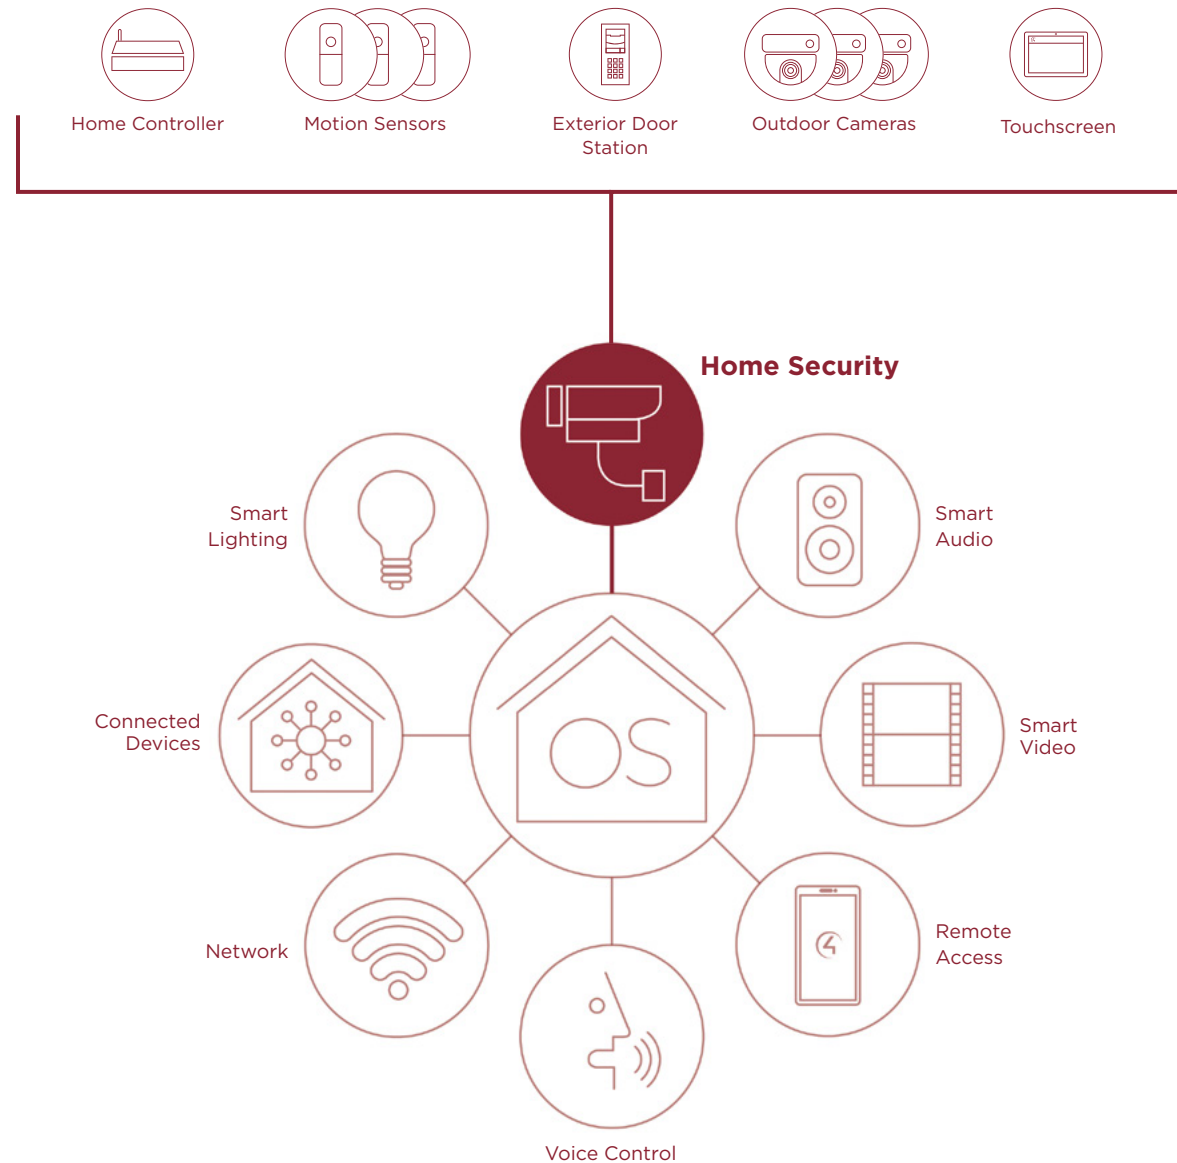 Home Controller
Motion Sensors
Exterior Door
Station
Outdoor Cameras
Touchscreen
Home Security
Smart
Lighting
Smart
Audio
Connected
Devices
OS
Smart
Video
Network
Remote
Access
Voice Control